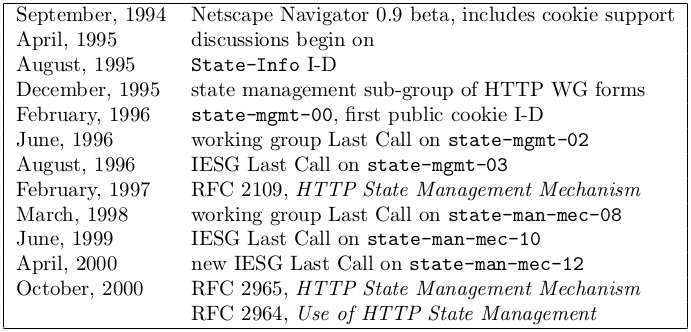 September, 1994 Netscape Navigator 0.9 beta, includes cookie support
April, 1995 discussions begin on
August, 1995 State-Info I-D
December, 1995 state management sub-group of HTTP WG forms
February, 1996 state-mgmt-00, first public cookie I-D
June, 1996 working group Last Call on state-mgmt-02
August, 1996 IESG Last Call on state-mgmt-03
February, 1997 RFC 2109, HTTP State Management Mechanism
March, 1998 working group Last Call on state-man-mec-08
June, 1999 IESG Last Call on state-man-mec-10
April, 2000 new IESG Last Call on state-man-mec-12
October, 2000 RFC 2965, HTTP State Management Mechanism
RFC 2964, Use of HTTP State Management